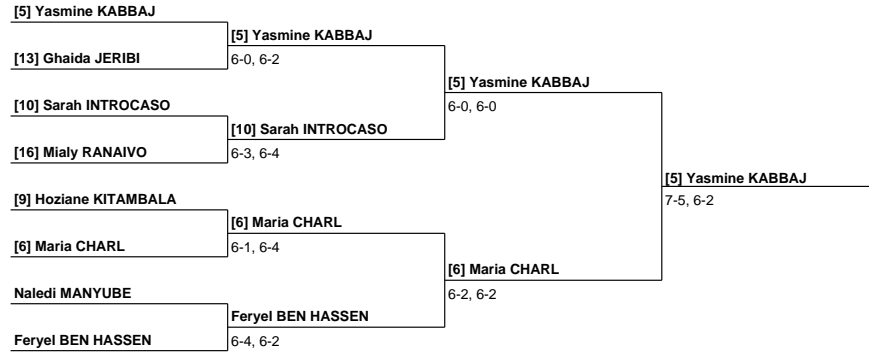 [5] Yasmine KABBAJ
[13] Ghaida JERIBI
[10] Sarah INTROCASO
[16] Mialy RANAIVO
[9] Hoziane KITAMBALA
[6] Maria CHARL
Naledi MANYUBE
Feryel BEN HASSEN
[5] Yasmine KABBAJ
6-0, 6-2
[10] Sarah INTROCASO
6-3, 6-4
[6] Maria CHARL
6-1, 6-4
Feryel BEN HASSEN
6-4, 6-2
[5] Yasmine KABBAJ
6-0, 6-0
[6] Maria CHARL
6-2, 6-2
[5] Yasmine KABBAJ
7-5, 6-2